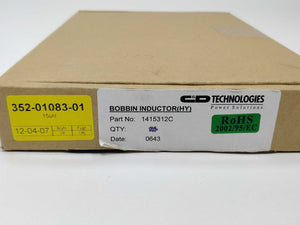 352-01083-01
15uH
12-04-07
BOBBIN INDUCTOR(HY)
Part No: 1415312C
QTY:
Date: 0643
TECHNOLOGIES
Power Solutions
RoHS
2002/95/EC